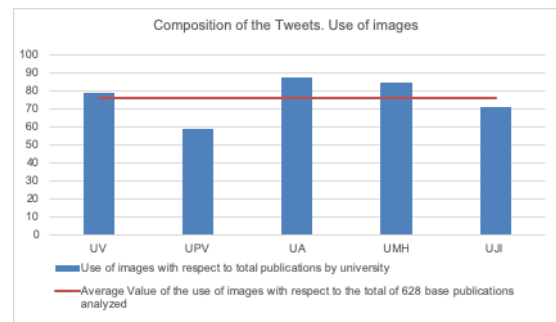 Composition of the Tweets. Use of images
100
90
80
70
60
50
40
30
20
10
0
UV UPV UA UMH UJI
Use of images with respect to total publications by university
Average Value of the use of images with respect to the total of 628 base publications
analyzed